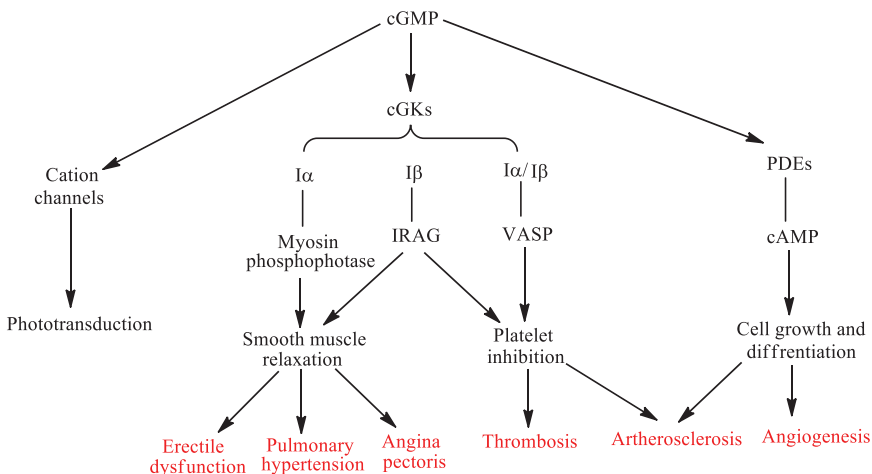 cGMP
cGKs
Cation
channels
Iα
Iβ
Iα/Iβ
PDEs
Myosin
phosphophotase
IRAG
VASP
cAMP
Phototransduction
Smooth muscle
relaxation
Platelet
inhibition
Cell growth and
diffrentiation
Erectile
dysfunction
Pulmonary
hypertension
Angina
pectoris
Thrombosis
Artherosclerosis
Angiogenesis